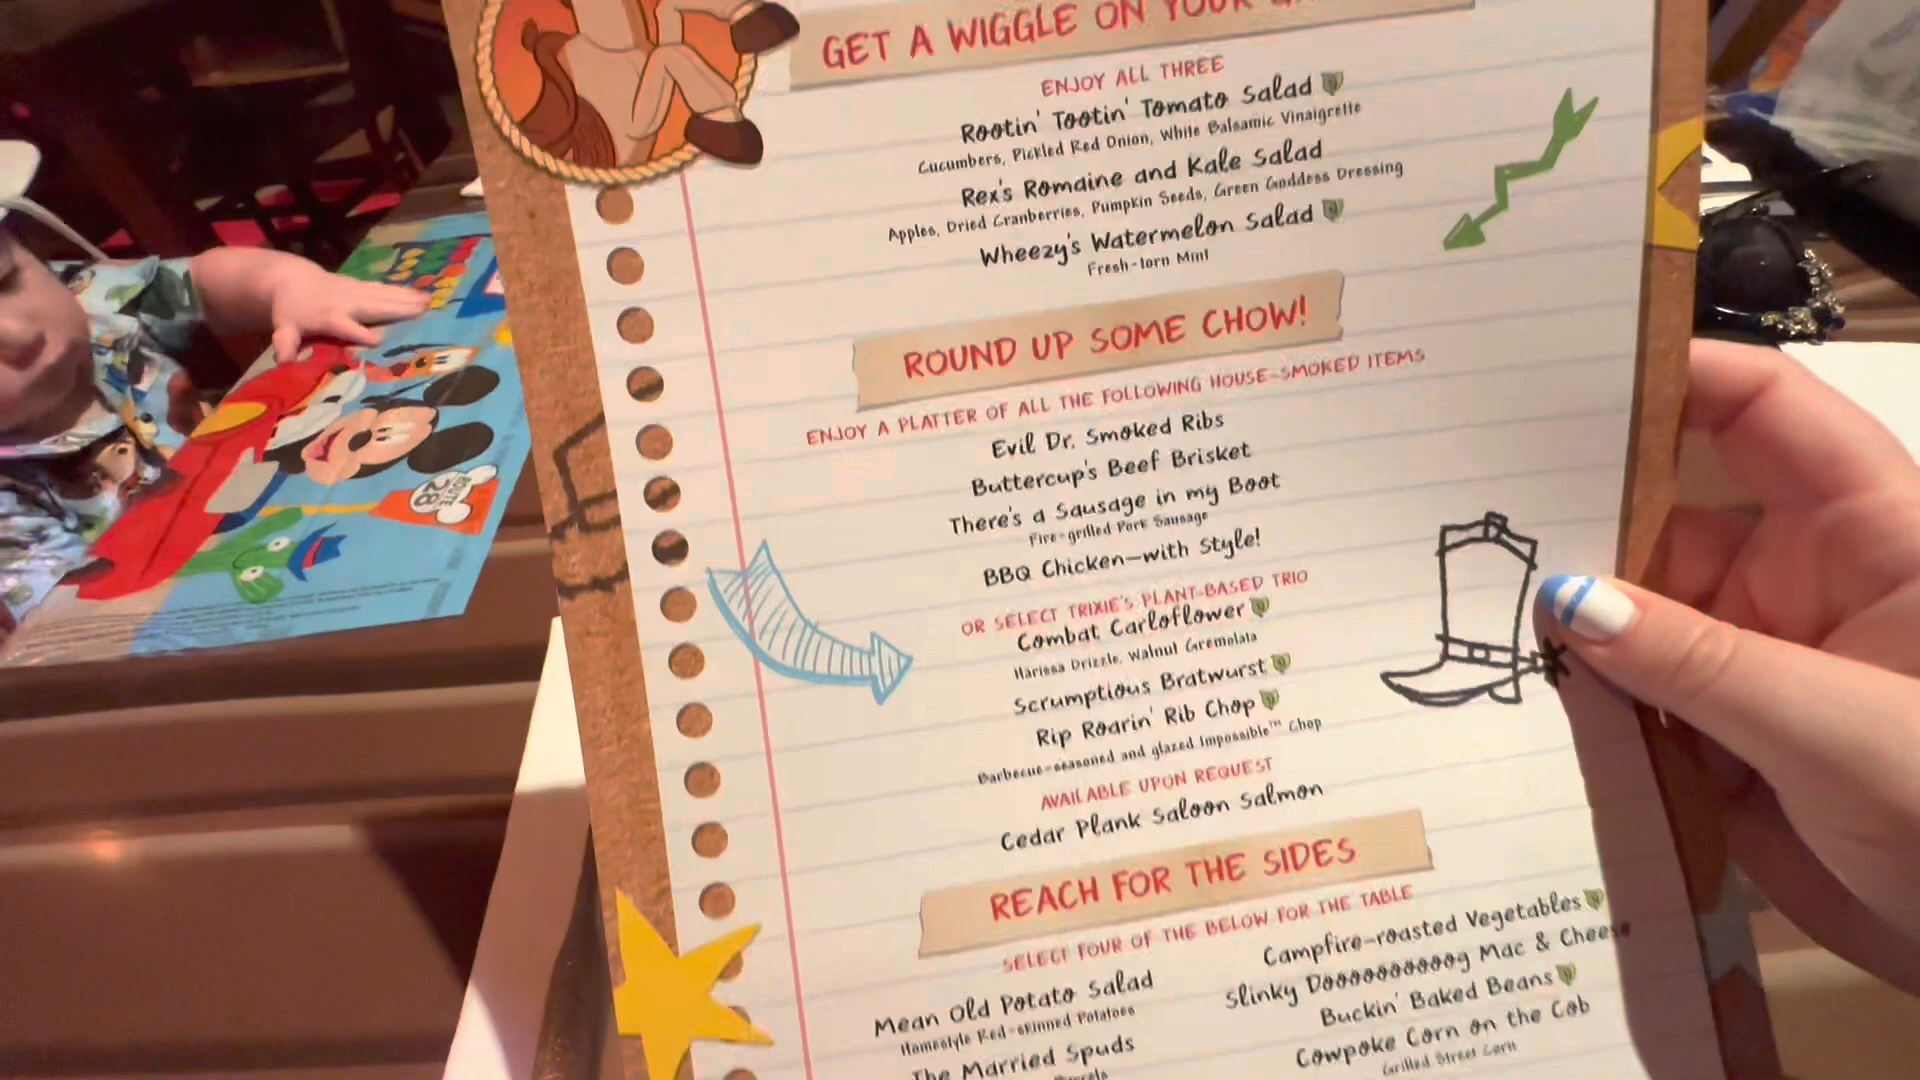 GET A WIGGLE ON YOUR
ENJOY ALL THREE
Rootin' Tootin' Tomato Salad
Cucumbers, Pickled Red Onion, White Balsamic Vinaigrette
Rex's Romaine and Kale Salad
Apples, Dried Cranberries, Pumpkin Seeds, Green Goddess Dressing
Wheezy's Watermelon Salad
Fresh-torn Mint
ROUND UP SOME CHOW!
ENJOY A PLATTER OF ALL THE FOLLOWING HOUSE-SMOKED ITEMS
Evil Dr. Smoked Ribs
Buttercup's Beef Brisket
There's a Sausage in my Boot
Fire-grilled Pork Sausage
BBQ Chicken—with Style!
OR SELECT TRIXIE'S PLANT-BASED TRIO
Combat Carloflower
Harissa Drizzle, Walnut Gremolata
Scrumptious Bratwurst
Rip Roarin' Rib Chop
Barbecue-seasoned and glazed Impossible™ Chop
AVAILABLE UPON REQUEST
Cedar Plank Saloon Salmon
REACH FOR THE SIDES
SELECT FOUR OF THE BELOW FOR THE TABLE
Mean Old Potato Salad
Homestyle Red-skinned Potatoes
The Married Spuds
Campfire-roasted Vegetables
Slinky Doooooooooog Mac & Cheese
Buckin' Baked Beans
Cowpoke Corn on the Cob
Grilled Street Corn
ROUTE
28